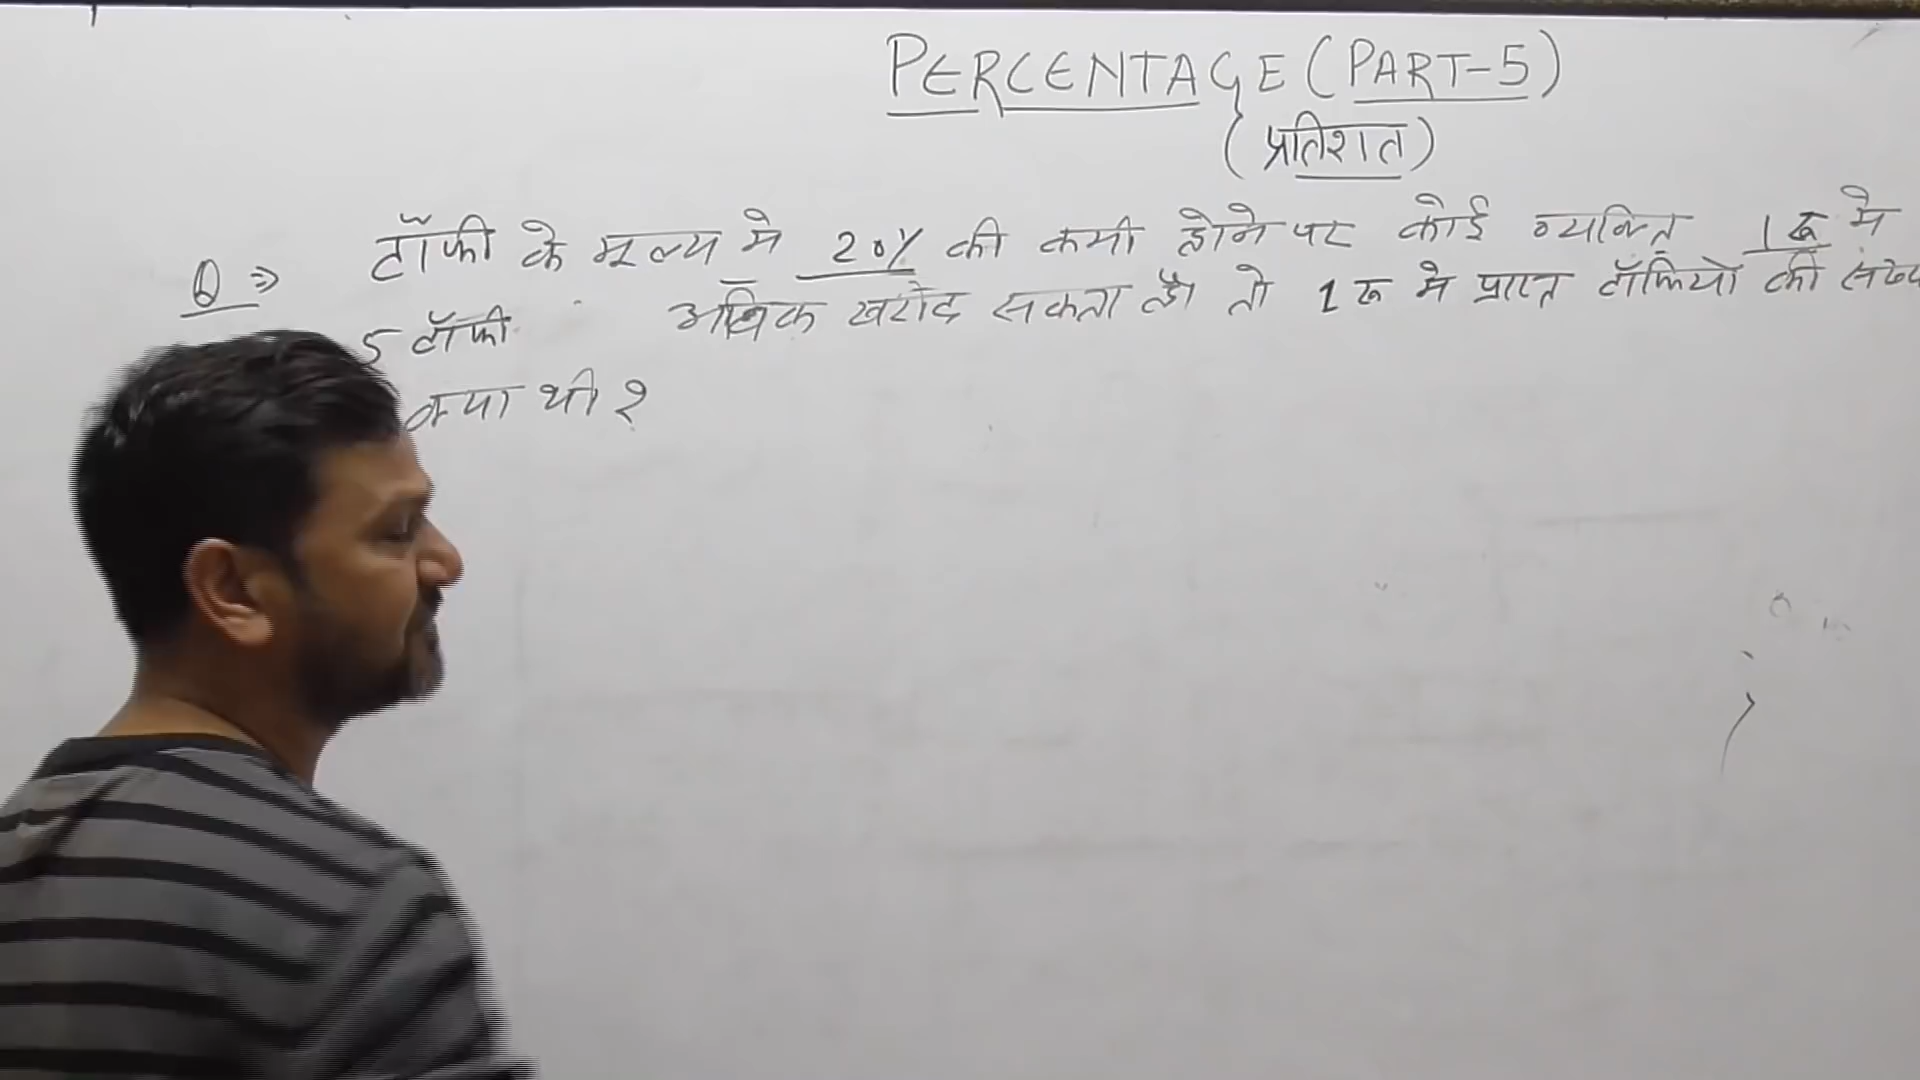 PERCENTAGE (PART-5)
(प्रतिशत)
Q ⇒ टॉफी के मूल्य मे 20% की कमी होने पर कोई व्यक्ति 1 रू मे
5 टॉफी अधिक खरीद सकता है। तो 1 रू मे प्राप्त टॉफियो की
क्या थी ?